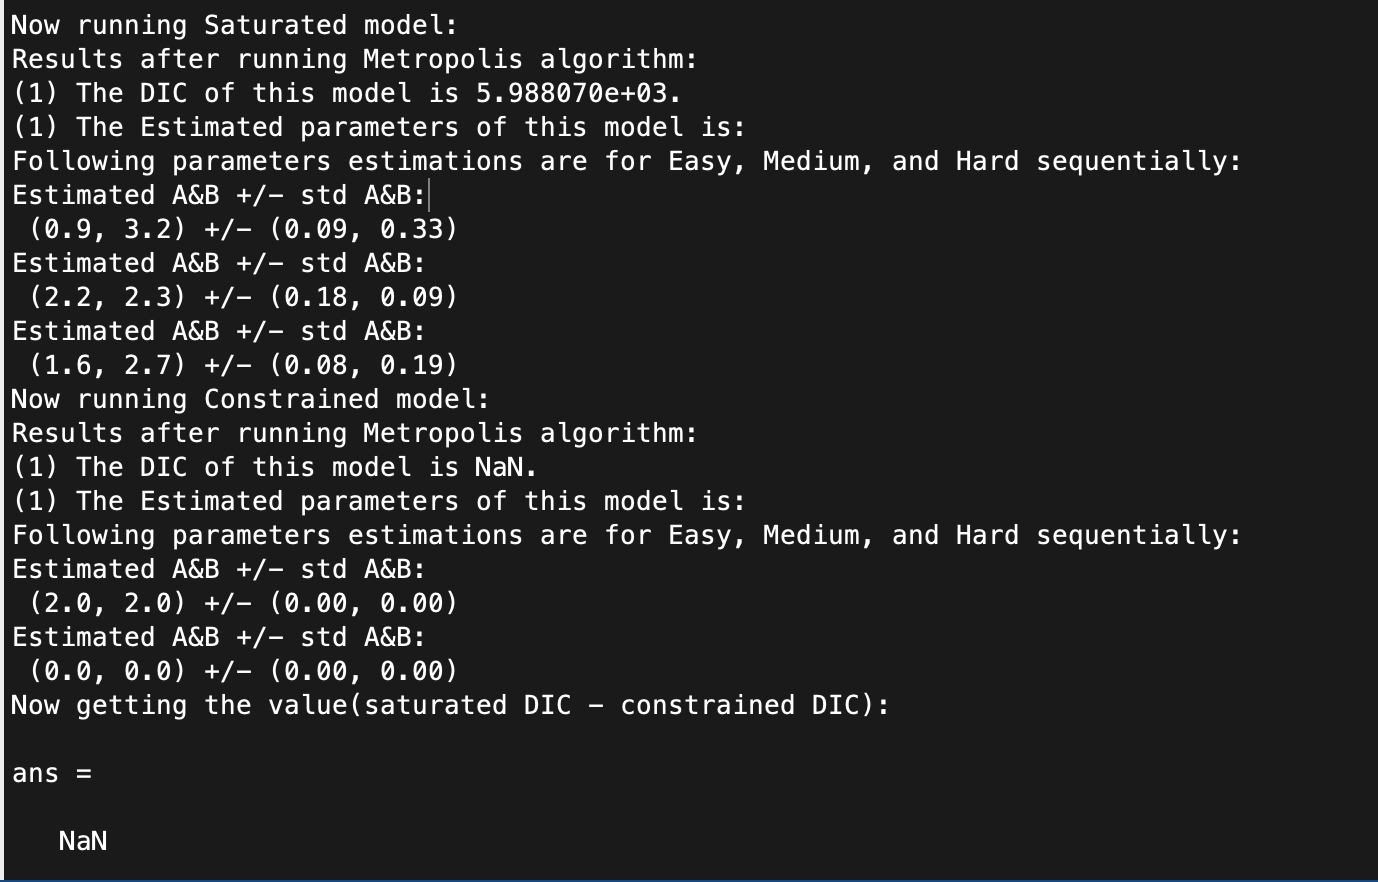 Now running Saturated model:
Results after running Metropolis algorithm:
(1) The DIC of this model is 5.988070e+03.
(1) The Estimated parameters of this model is:
Following parameters estimations are for Easy, Medium, and Hard sequentially:
Estimated A&B +/− std A&B:
(0.9, 3.2) +/− (0.09, 0.33)
Estimated A&B +/− std A&B:
(2.2, 2.3) +/− (0.18, 0.09)
Estimated A&B +/− std A&B:
(1.6, 2.7) +/− (0.08, 0.19)
Now running Constrained model:
Results after running Metropolis algorithm:
(1) The DIC of this model is NaN.
(1) The Estimated parameters of this model is:
Following parameters estimations are for Easy, Medium, and Hard sequentially:
Estimated A&B +/− std A&B:
(2.0, 2.0) +/− (0.00, 0.00)
Estimated A&B +/− std A&B:
(0.0, 0.0) +/− (0.00, 0.00)
Now getting the value(saturated DIC − constrained DIC):
ans =
NaN